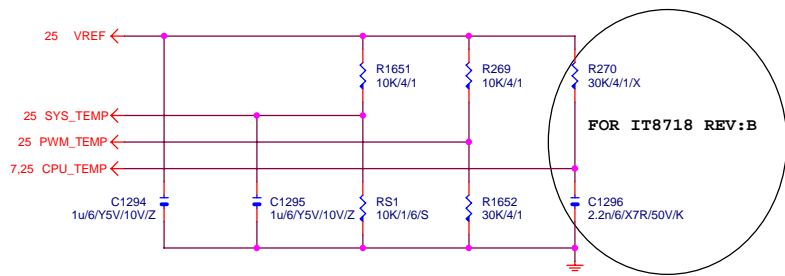 25 VREF
R1651
10K/4/1
R269
10K/4/1
R270
30K/4/1/X
25 SYS_TEMP
FOR IT8718 REV:B
25 PWM_TEMP
7,25 CPU_TEMP
C1294
1u/6/Y5V/10V/Z
C1295
1u/6/Y5V/10V/Z
RS1
10K/1/6/S
R1652
30K/4/1
C1296
2.2n/6/X7R/50V/K